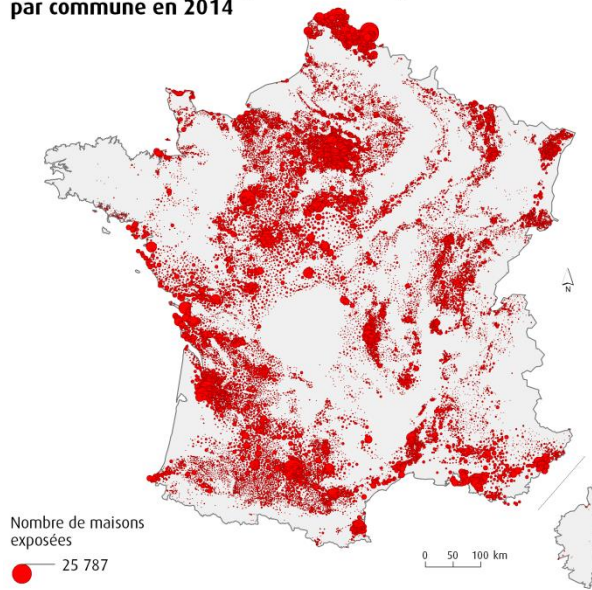 par commune en 2014
N
Nombre de maisons
exposées
25 787
0 50 100 km